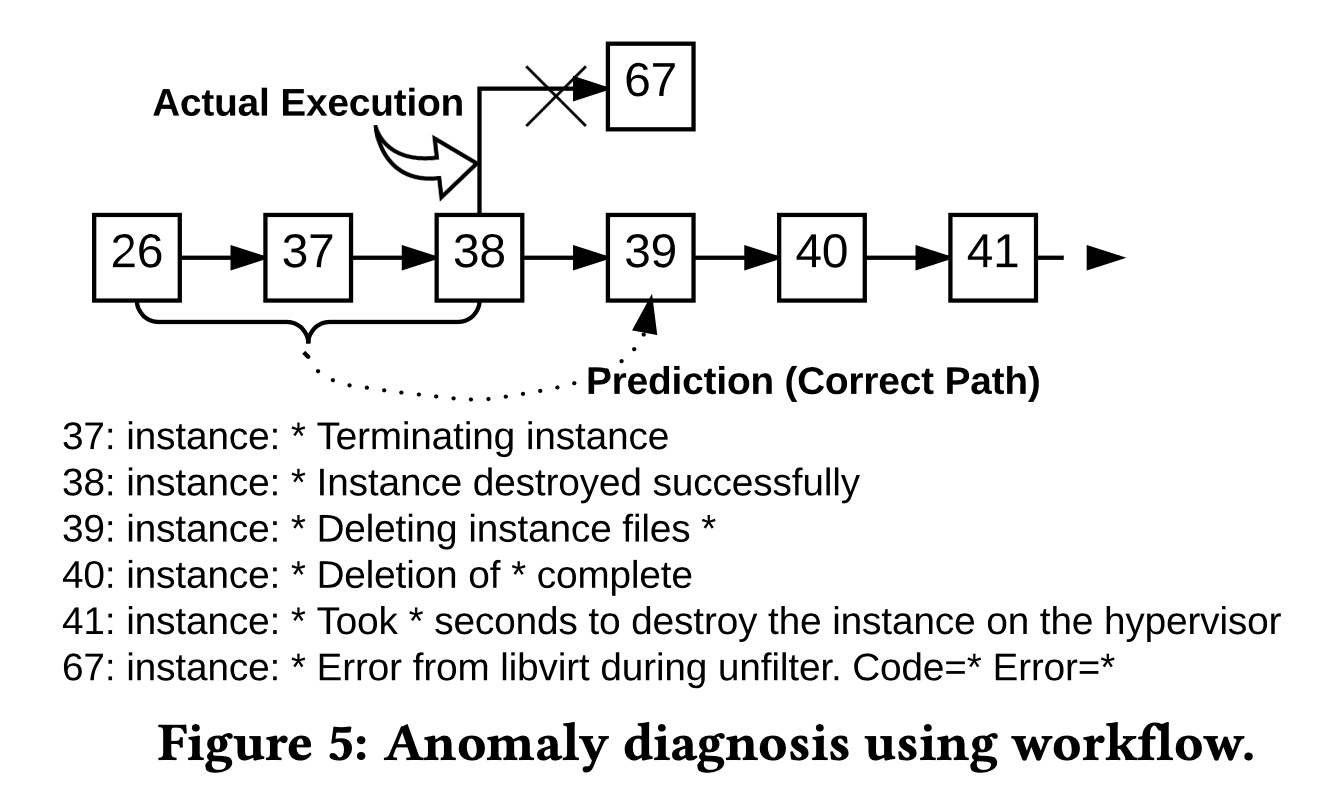 67
Actual Execution
26 37 38 39 40 41
Prediction (Correct Path)
37: instance: * Terminating instance
38: instance: * Instance destroyed successfully
39: instance: * Deleting instance files *
40: instance: * Deletion of * complete
41: instance: * Took * seconds to destroy the instance on the hypervisor
67: instance: * Error from libvirt during unfilter. Code=* Error=*
Figure 5: Anomaly diagnosis using workflow.